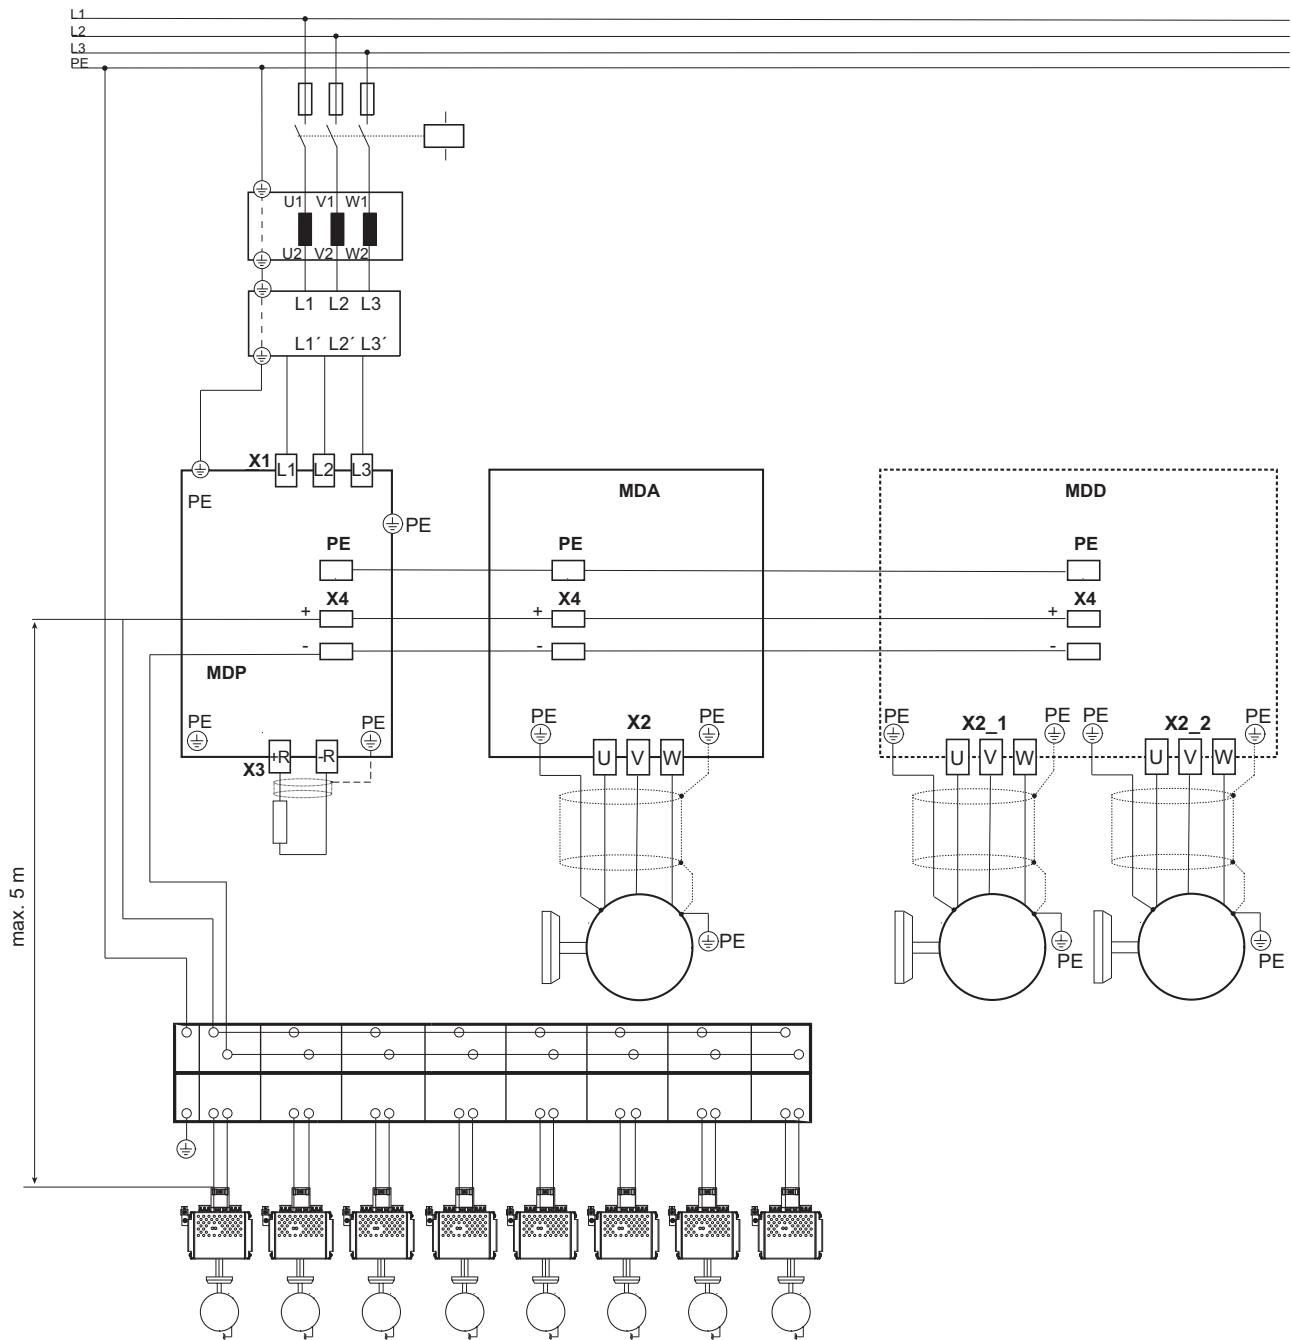 L1
L2
L3
PE
U1 V1 W1
U2 V2 W2
L1 L2 L3
L1´ L2´ L3´
X1 L1 L2 L3
MDA
MDD
PE
PE
PE PE PE
X4 X4 X4
+ + +
- - -
MDP
PE PE
PE X2 PE
PE X2_1 PE
PE X2_2 PE
X3 +R -R
U V W
U V W
U V W
max. 5 m
PE
PE
PE